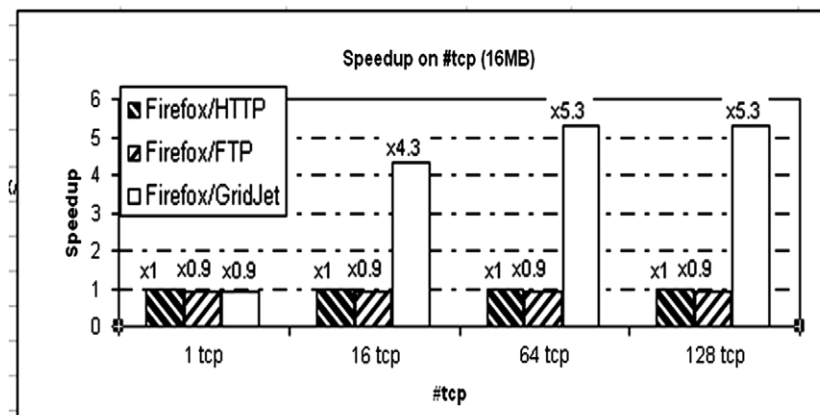 Speedup on #tcp (16MB)
Speedup
6
5
4
3
2
1
0
Firefox/HTTP
Firefox/FTP
Firefox/GridJet
x1 x0.9 x0.9
x1 x0.9 x4.3
x1 x0.9 x5.3
x1 x0.9 x5.3
1 tcp 16 tcp 64 tcp 128 tcp
#tcp